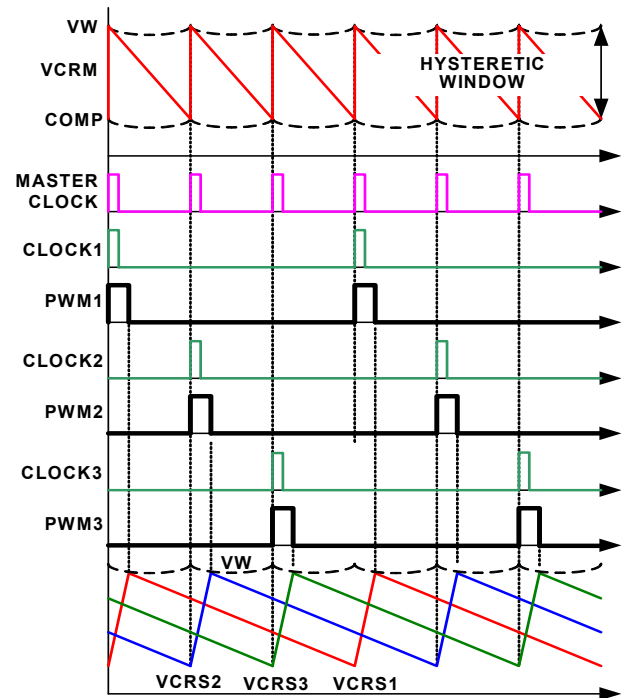 VW
VCRM
HYSTERETIC
WINDOW
COMP
MASTER
CLOCK
CLOCK1
PWM1
CLOCK2
PWM2
CLOCK3
PWM3
VW
VCRS2 VCRS3 VCRS1